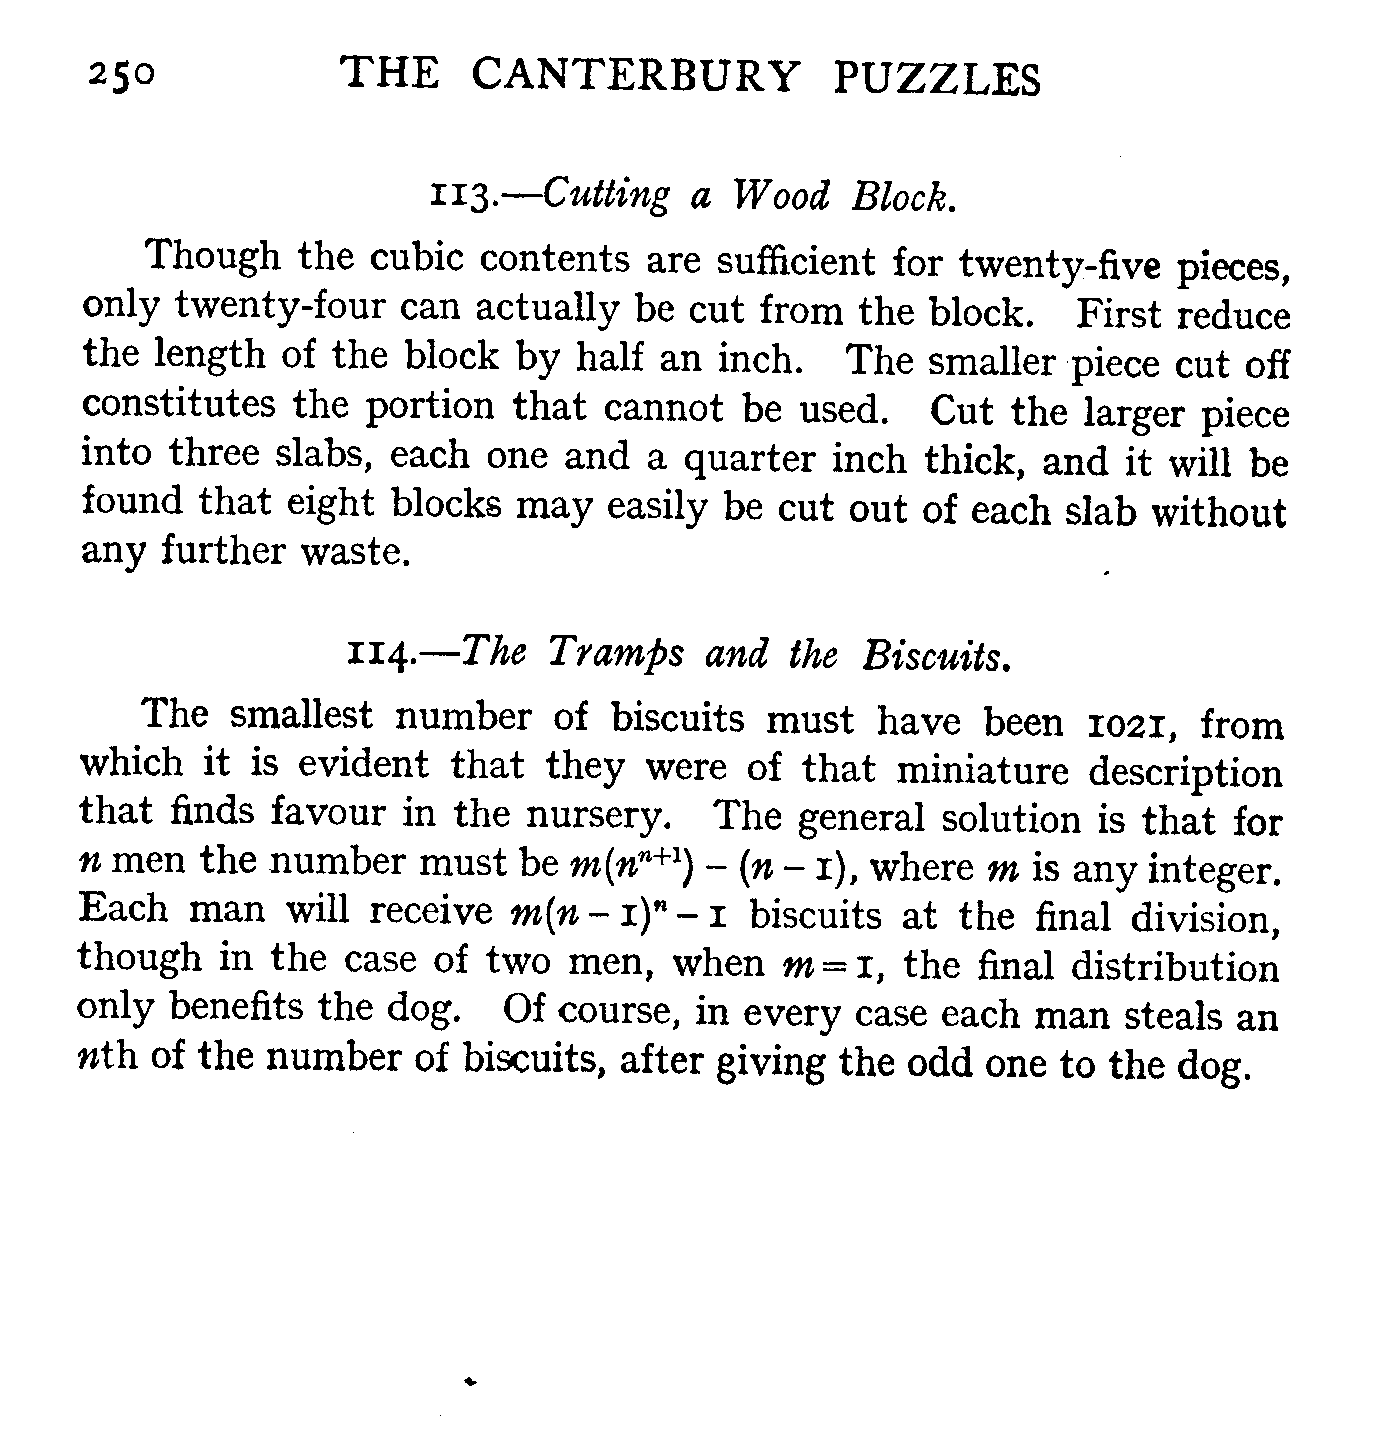 250 THE CANTERBURY PUZZLES
113.—Cutting a Wood Block.
Though the cubic contents are sufficient for twenty-five pieces,
only twenty-four can actually be cut from the block. First reduce
the length of the block by half an inch. The smaller piece cut off
constitutes the portion that cannot be used. Cut the larger piece
into three slabs, each one and a quarter inch thick, and it will be
found that eight blocks may easily be cut out of each slab without
any further waste.
114.—The Tramps and the Biscuits.
The smallest number of biscuits must have been 1021, from
which it is evident that they were of that miniature description
that finds favour in the nursery. The general solution is that for
n men the number must be m(nⁿ⁺¹) – (n – 1), where m is any integer.
Each man will receive m(n – 1)ⁿ – 1 biscuits at the final division,
though in the case of two men, when m = 1, the final distribution
only benefits the dog. Of course, in every case each man steals an
nth of the number of biscuits, after giving the odd one to the dog.